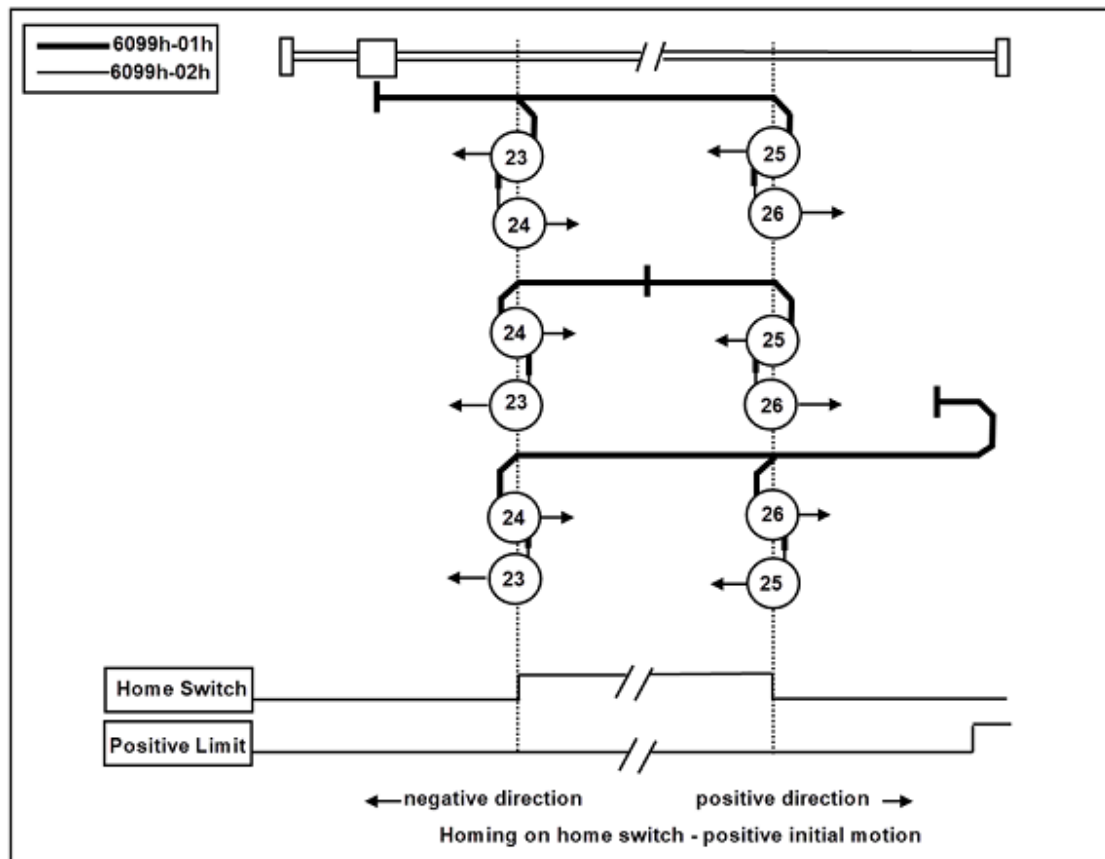 6099h-01h
6099h-02h
23
25
24
26
24
25
23
26
24
26
23
25
Home Switch
Positive Limit
negative direction
positive direction
Homing on home switch - positive initial motion